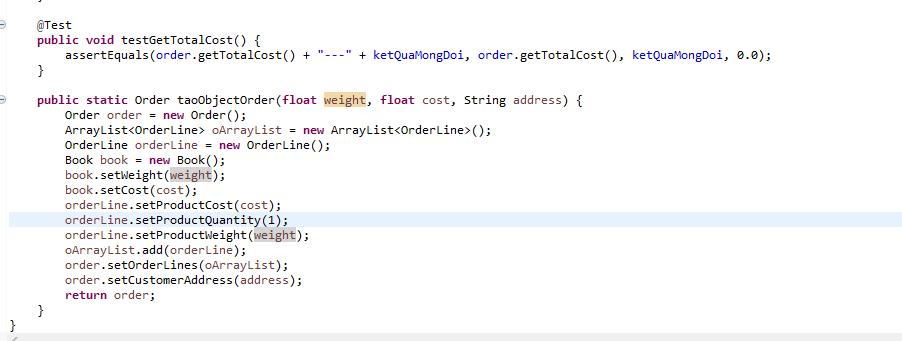 @Test
public void testGetTotalCost() {
assertEquals(order.getTotalCost() + "---" + ketQuaMongDoi, order.getTotalCost(), ketQuaMongDoi, 0.0);
}
public static Order taoObjectOrder(float weight, float cost, String address) {
Order order = new Order();
ArrayList<OrderLine> oArrayList = new ArrayList<OrderLine>();
OrderLine orderLine = new OrderLine();
Book book = new Book();
book.setWeight(weight);
book.setCost(cost);
orderLine.setProductCost(cost);
orderLine.setProductQuantity(1);
orderLine.setProductWeight(weight);
oArrayList.add(orderLine);
order.setOrderLines(oArrayList);
order.setCustomerAddress(address);
return order;
}
}